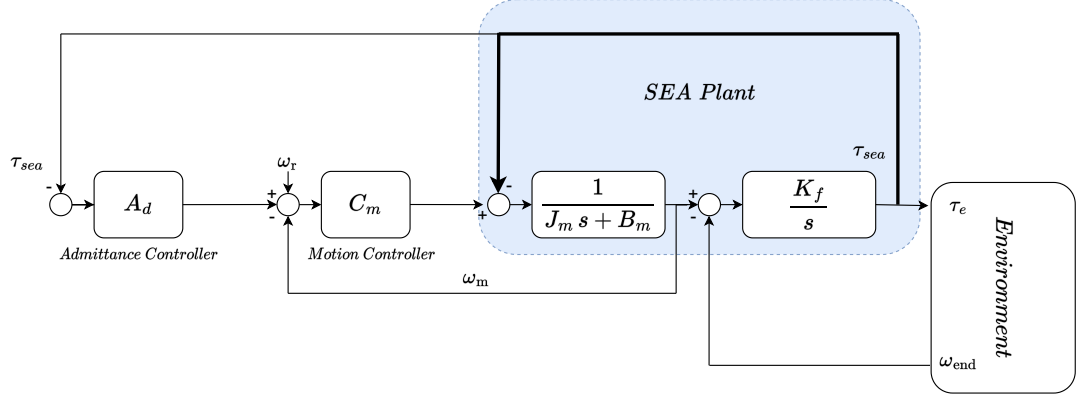 SEA Plant
τ_sea
τ_sea
-
A_d
Admittance Controller
ω_r
+
-
C_m
Motion Controller
-
+
1
J_m s + B_m
+
-
K_f
s
τ_e
Environment
ω_m
ω_end